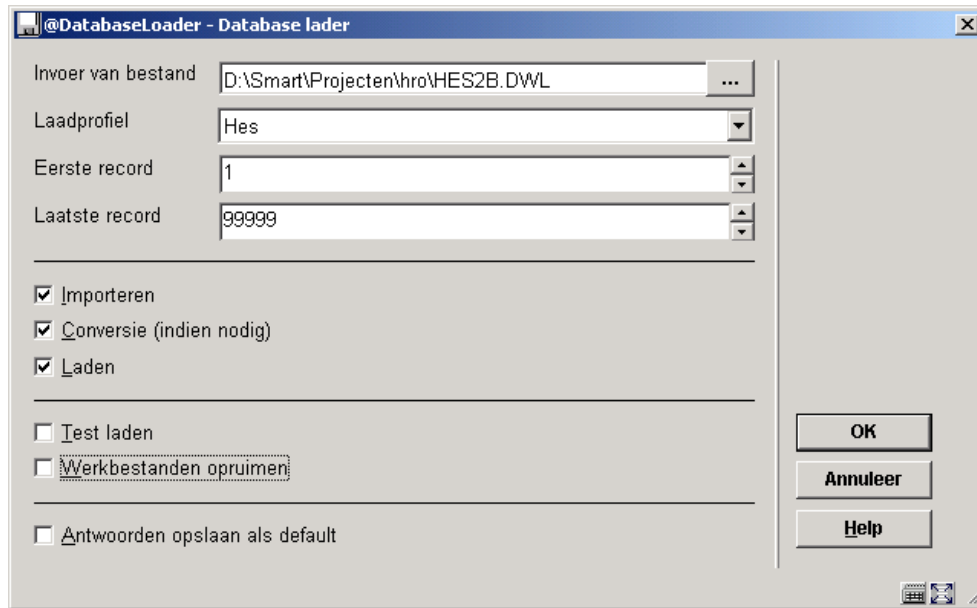 @DatabaseLoader - Database lader
Invoer van bestand D:\Smart\Projecten\hro\HES2B.DWL ...
Laadprofiel Hes
Eerste record 1
Laatste record 99999
Importeren
Conversie (indien nodig)
Laden
Test laden
Werkbestanden opruimen
Antwoorden opslaan als default
OK
Annuleer
Help